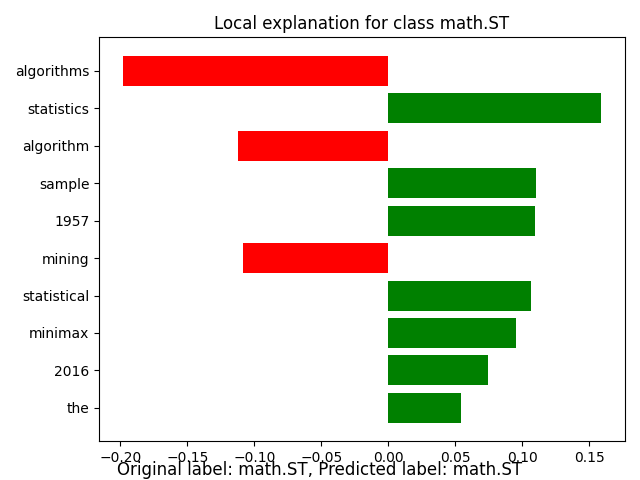 Local explanation for class math.ST
algorithms
statistics
algorithm
sample
1957
mining
statistical
minimax
2016
the
−0.20 −0.15 −0.10 −0.05 0.00 0.05 0.10 0.15
Original label: math.ST, Predicted label: math.ST